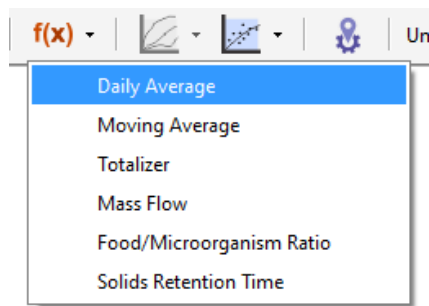 f(x) Un
Daily Average
Moving Average
Totalizer
Mass Flow
Food/Microorganism Ratio
Solids Retention Time